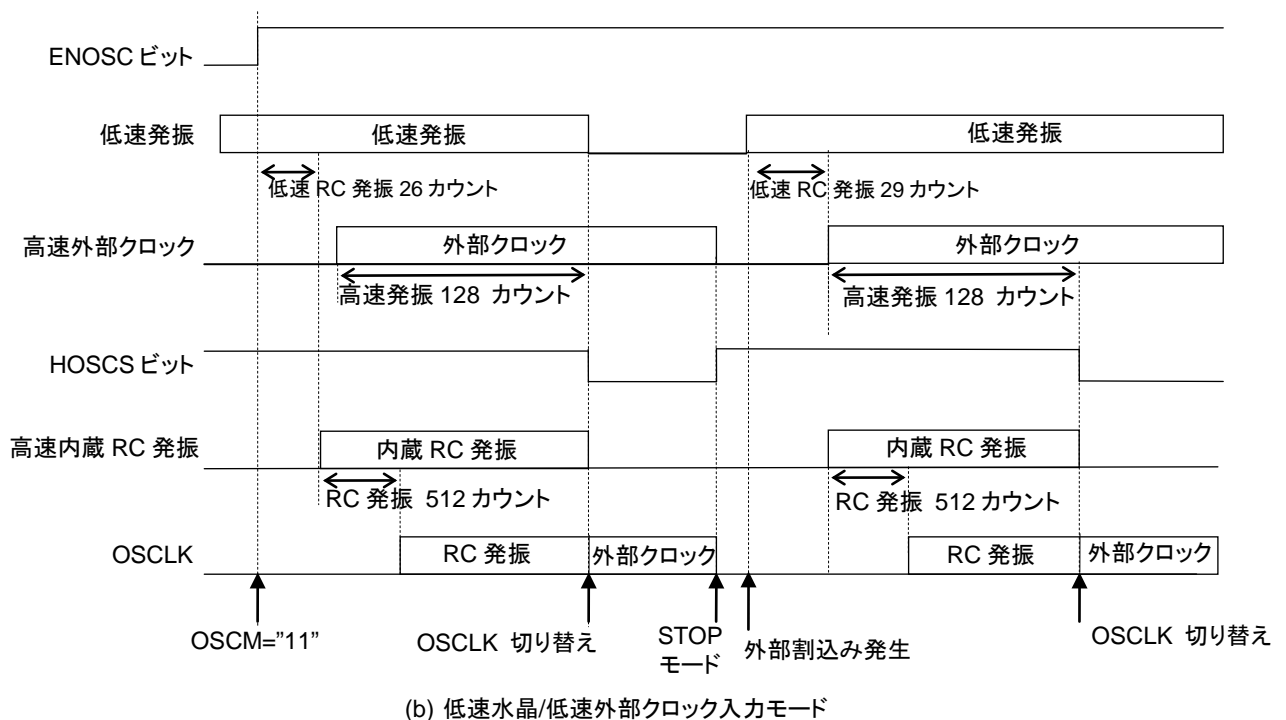 ENOSC ビット
低速発振
低速発振
低速発振
低速 RC 発振 26 カウント
低速 RC 発振 29 カウント
高速外部クロック
外部クロック
外部クロック
高速発振 128 カウント
高速発振 128 カウント
HOSCS ビット
高速内蔵 RC 発振
内蔵 RC 発振
内蔵 RC 発振
RC 発振 512 カウント
RC 発振 512 カウント
OSCLK
RC 発振
外部クロック
RC 発振
外部クロック
OSCM=”11”
OSCLK 切り替え
STOP
モード
外部割込み発生
OSCLK 切り替え
(b) 低速水晶/低速外部クロック入力モード